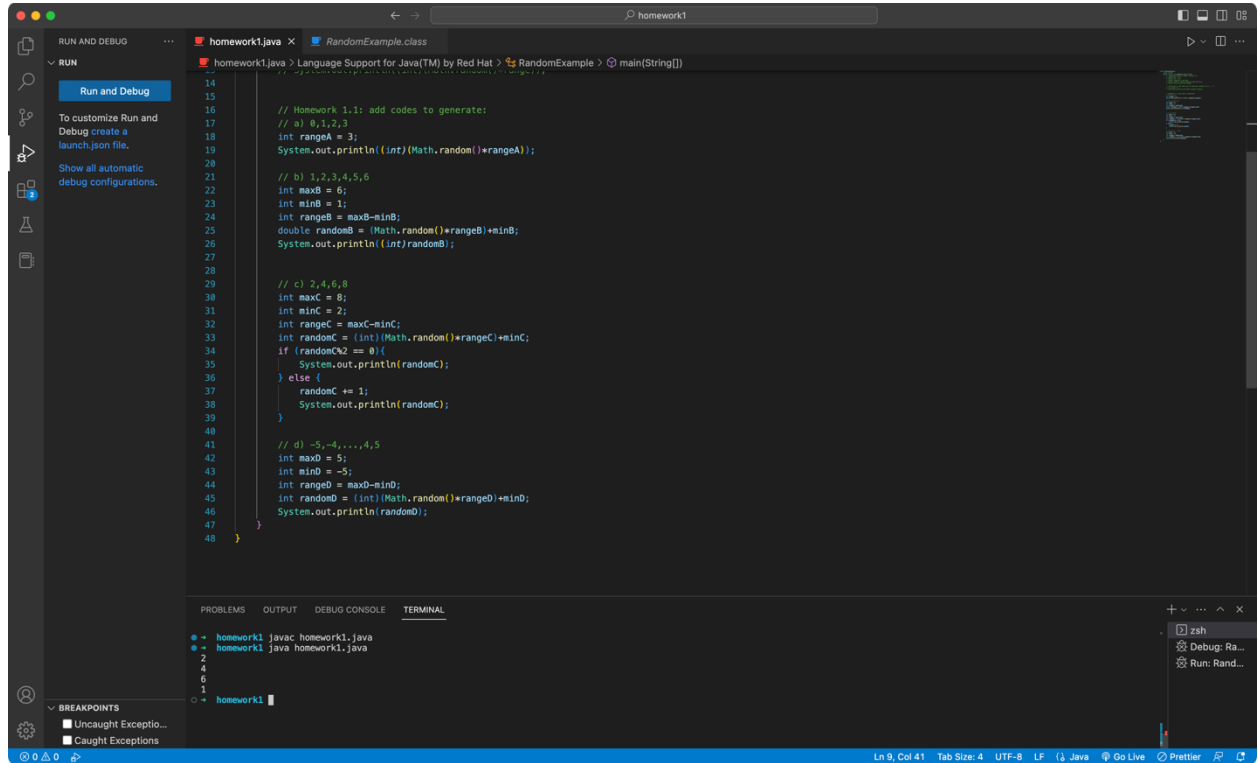 homework1
RUN AND DEBUG
RUN
Run and Debug
To customize Run and
Debug create a
launch.json file.
Show all automatic
debug configurations.
2
homework1.java
RandomExample.class
homework1.java > Language Support for Java(TM) by Red Hat > RandomExample > main(String[])
14
15
16 // Homework 1.1: add codes to generate:
17 // a) 0,1,2,3
18 int rangeA = 3;
19 System.out.println((int)(Math.random()*rangeA));
20
21 // b) 1,2,3,4,5,6
22 int maxB = 6;
23 int minB = 1;
24 int rangeB = maxB-minB;
25 double randomB = (Math.random()*rangeB)+minB;
26 System.out.println((int)randomB);
27
28
29 // c) 2,4,6,8
30 int maxC = 8;
31 int minC = 2;
32 int rangeC = maxC-minC;
33 int randomC = (int)(Math.random()*rangeC)+minC;
34 if (randomC%2 == 0){
35 System.out.println(randomC);
36 } else {
37 randomC += 1;
38 System.out.println(randomC);
39 }
40
41 // d) -5,-4,...,4,5
42 int maxD = 5;
43 int minD = -5;
44 int rangeD = maxD-minD;
45 int randomD = (int)(Math.random()*rangeD)+minD;
46 System.out.println(randomD);
47 }
48 }
PROBLEMS OUTPUT DEBUG CONSOLE TERMINAL
homework1 javac homework1.java
homework1 java homework1.java
2
4
6
1
homework1
zsh
Debug: Ra...
Run: Rand...
BREAKPOINTS
Uncaught Exceptio...
Caught Exceptions
0 0
Ln 9, Col 41 Tab Size: 4 UTF-8 LF Java Go Live Prettier